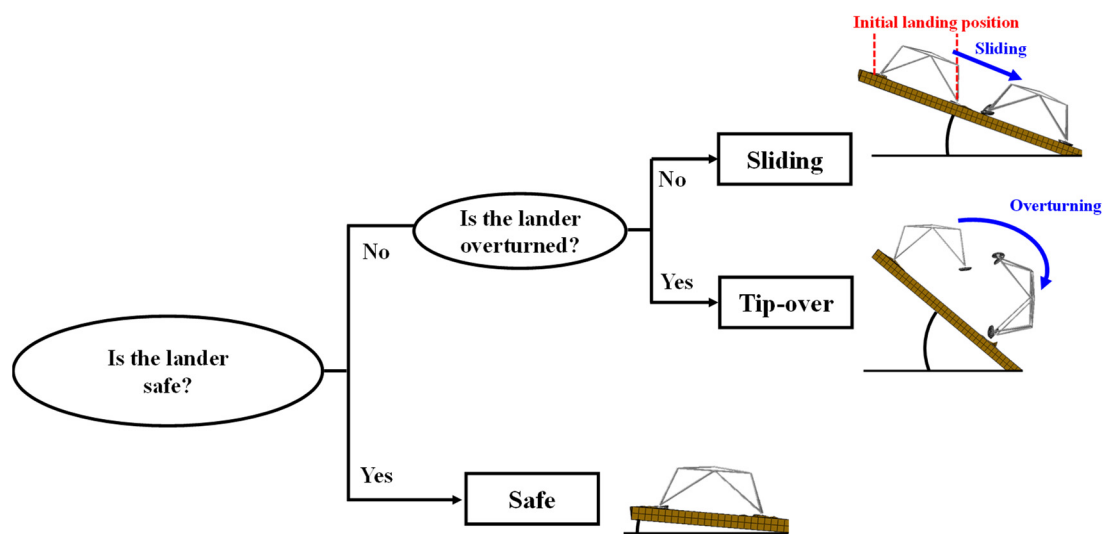 Initial landing position
Sliding
Sliding
No
Is the lander
overturned?
No
Overturning
Yes
Tip-over
Is the lander
safe?
Yes
Safe